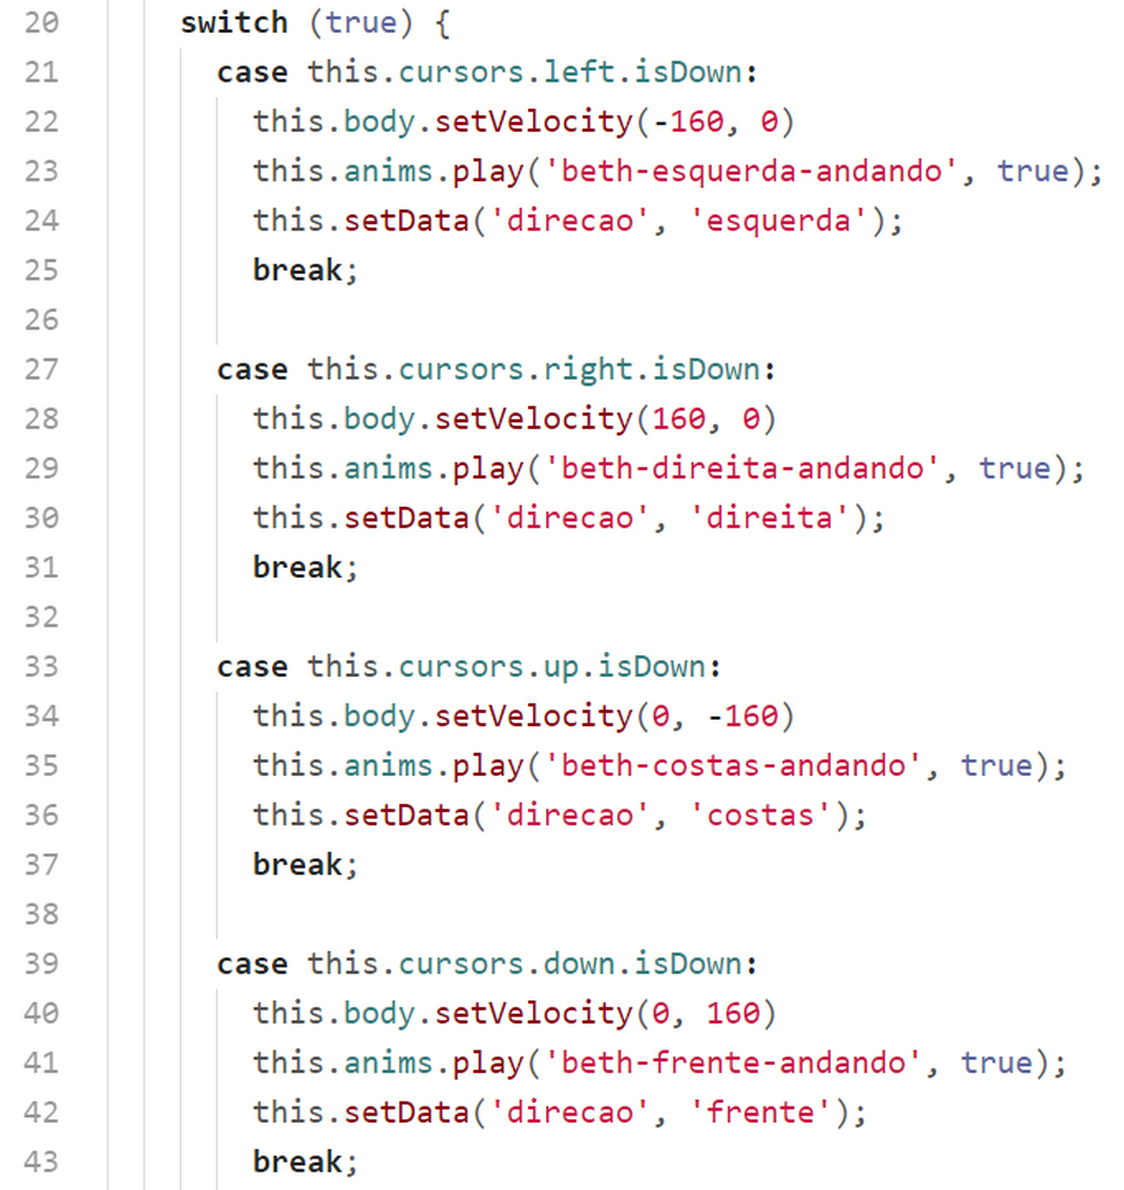 20 switch (true) {
21 case this.cursors.left.isDown:
22 this.body.setVelocity(-160, 0)
23 this.anims.play('beth-esquerda-andando', true);
24 this.setData('direcao', 'esquerda');
25 break;
26
27 case this.cursors.right.isDown:
28 this.body.setVelocity(160, 0)
29 this.anims.play('beth-direita-andando', true);
30 this.setData('direcao', 'direita');
31 break;
32
33 case this.cursors.up.isDown:
34 this.body.setVelocity(0, -160)
35 this.anims.play('beth-costas-andando', true);
36 this.setData('direcao', 'costas');
37 break;
38
39 case this.cursors.down.isDown:
40 this.body.setVelocity(0, 160)
41 this.anims.play('beth-frente-andando', true);
42 this.setData('direcao', 'frente');
43 break;